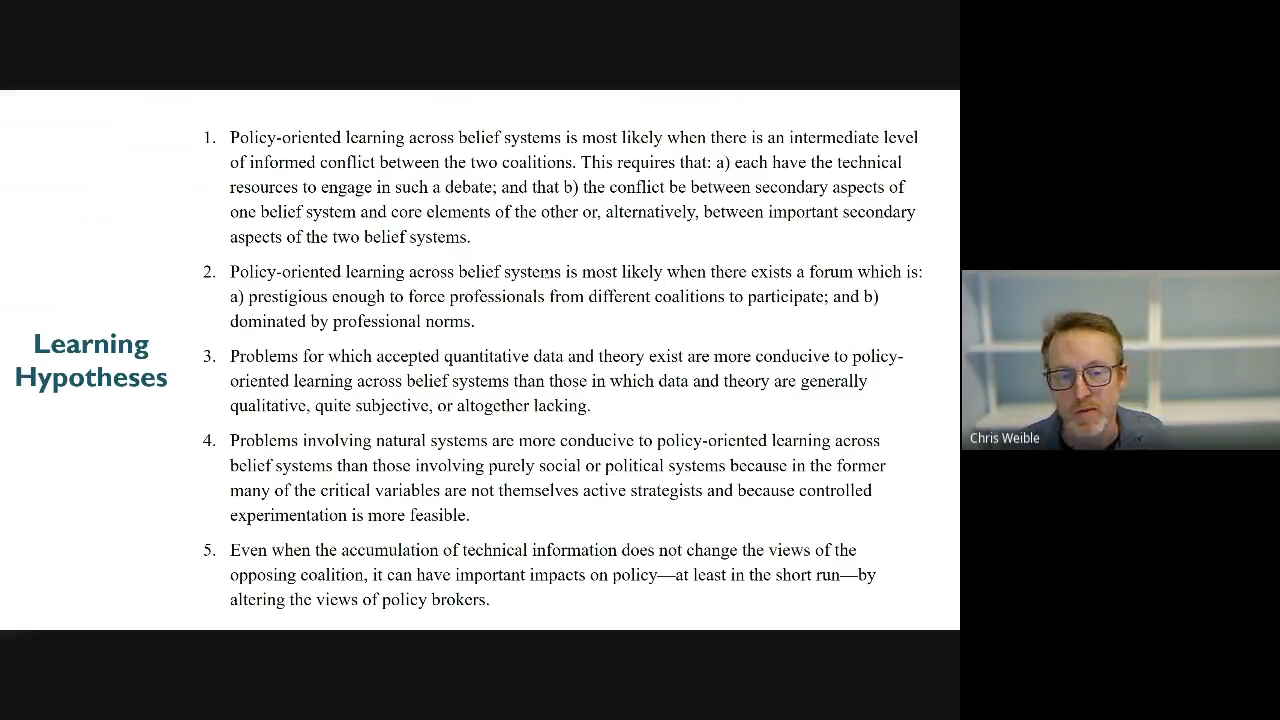 Learning
Hypotheses
1. Policy-oriented learning across belief systems is most likely when there is an intermediate level
of informed conflict between the two coalitions. This requires that: a) each have the technical
resources to engage in such a debate; and that b) the conflict be between secondary aspects of
one belief system and core elements of the other or, alternatively, between important secondary
aspects of the two belief systems.
2. Policy-oriented learning across belief systems is most likely when there exists a forum which is:
a) prestigious enough to force professionals from different coalitions to participate; and b)
dominated by professional norms.
3. Problems for which accepted quantitative data and theory exist are more conducive to policy-
oriented learning across belief systems than those in which data and theory are generally
qualitative, quite subjective, or altogether lacking.
4. Problems involving natural systems are more conducive to policy-oriented learning across
belief systems than those involving purely social or political systems because in the former
many of the critical variables are not themselves active strategists and because controlled
experimentation is more feasible.
5. Even when the accumulation of technical information does not change the views of the
opposing coalition, it can have important impacts on policy—at least in the short run—by
altering the views of policy brokers.
Chris Weible